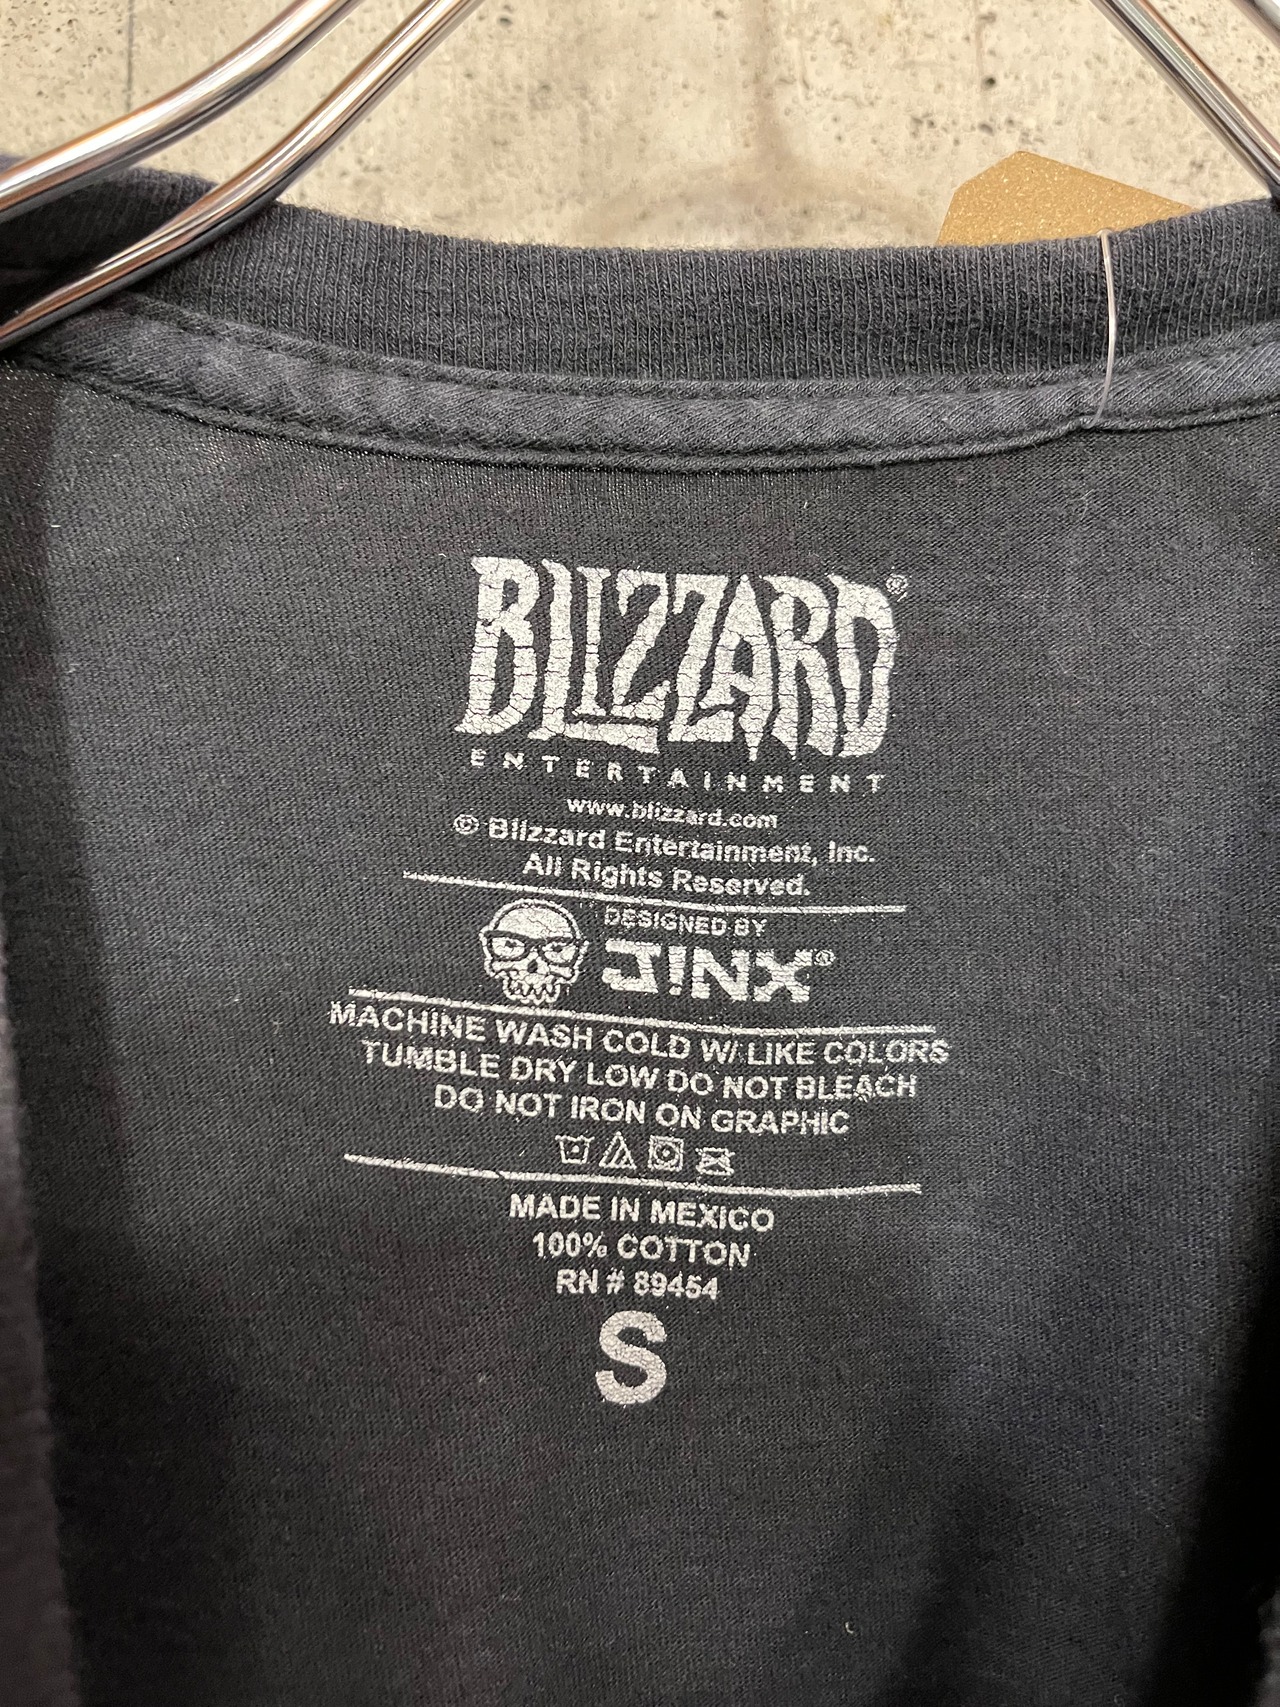 BLIZZARD®
ENTERTAINMENT
www.blizzard.com
© Blizzard Entertainment, Inc.
All Rights Reserved.
DESIGNED BY
J!NX®
MACHINE WASH COLD W/ LIKE COLORS
TUMBLE DRY LOW DO NOT BLEACH
DO NOT IRON ON GRAPHIC
MADE IN MEXICO
100% COTTON
RN # 89454
S